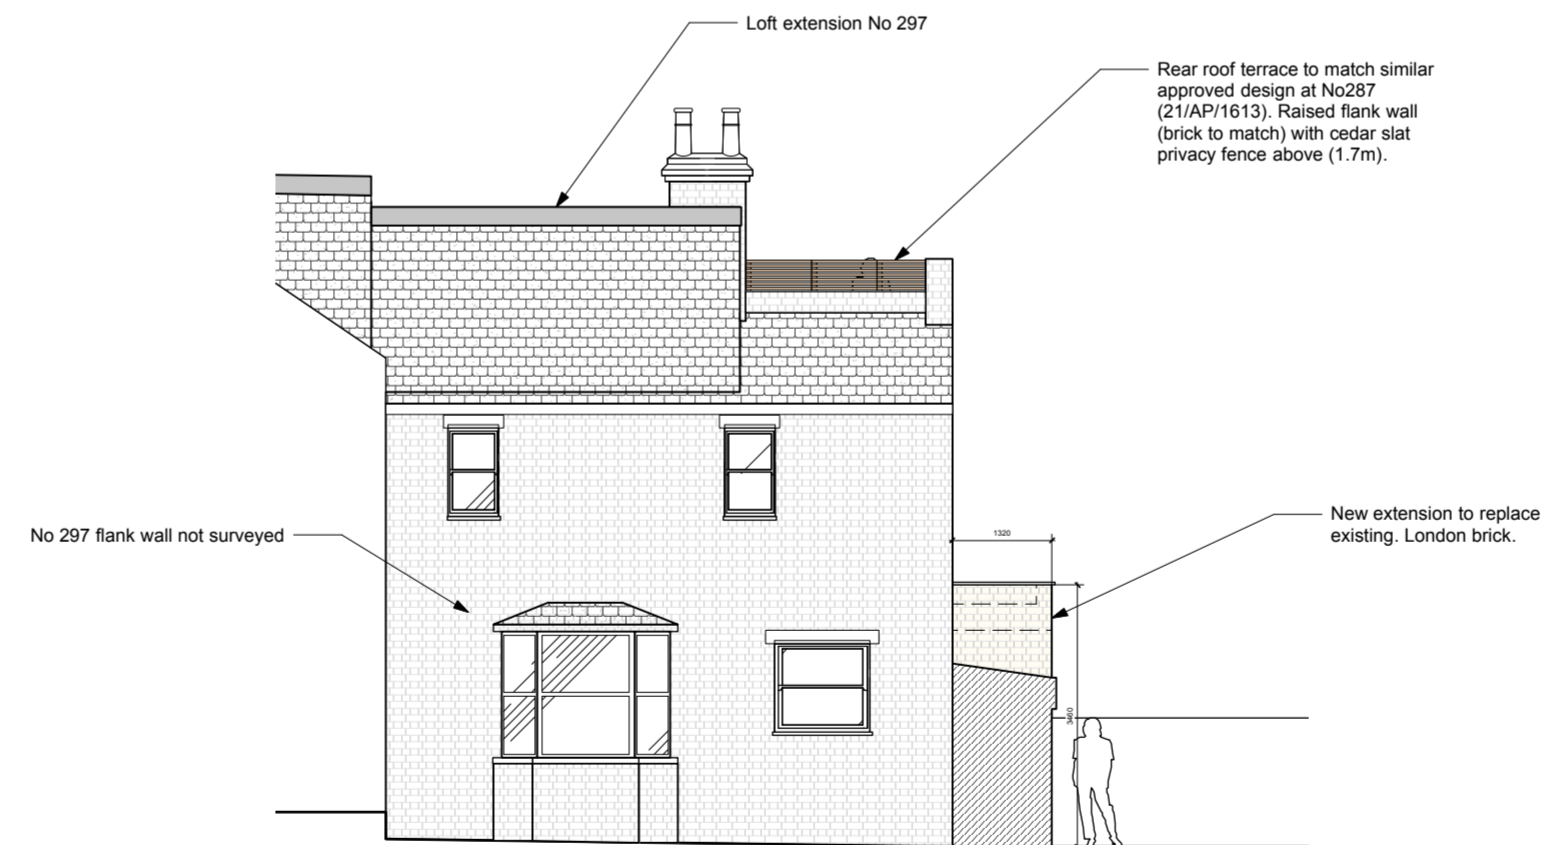 Loft extension No 297
Rear roof terrace to match similar
approved design at No287
(21/AP/1613). Raised flank wall
(brick to match) with cedar slat
privacy fence above (1.7m).
No 297 flank wall not surveyed
1320
New extension to replace
existing. London brick.
3460